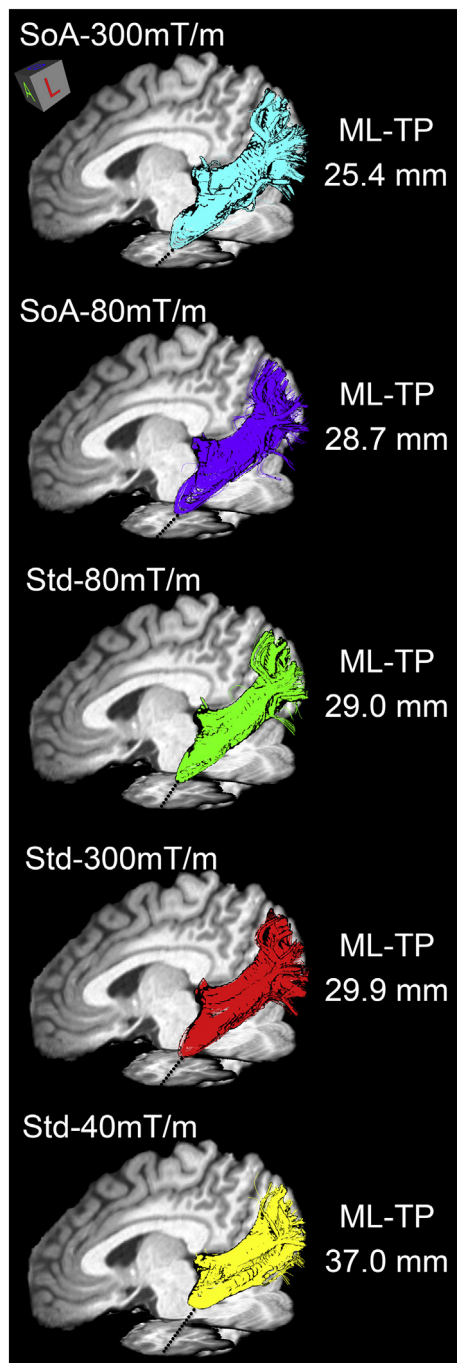 SoA-300mT/m
A
L
ML-TP
25.4 mm
SoA-80mT/m
ML-TP
28.7 mm
Std-80mT/m
ML-TP
29.0 mm
Std-300mT/m
ML-TP
29.9 mm
Std-40mT/m
ML-TP
37.0 mm